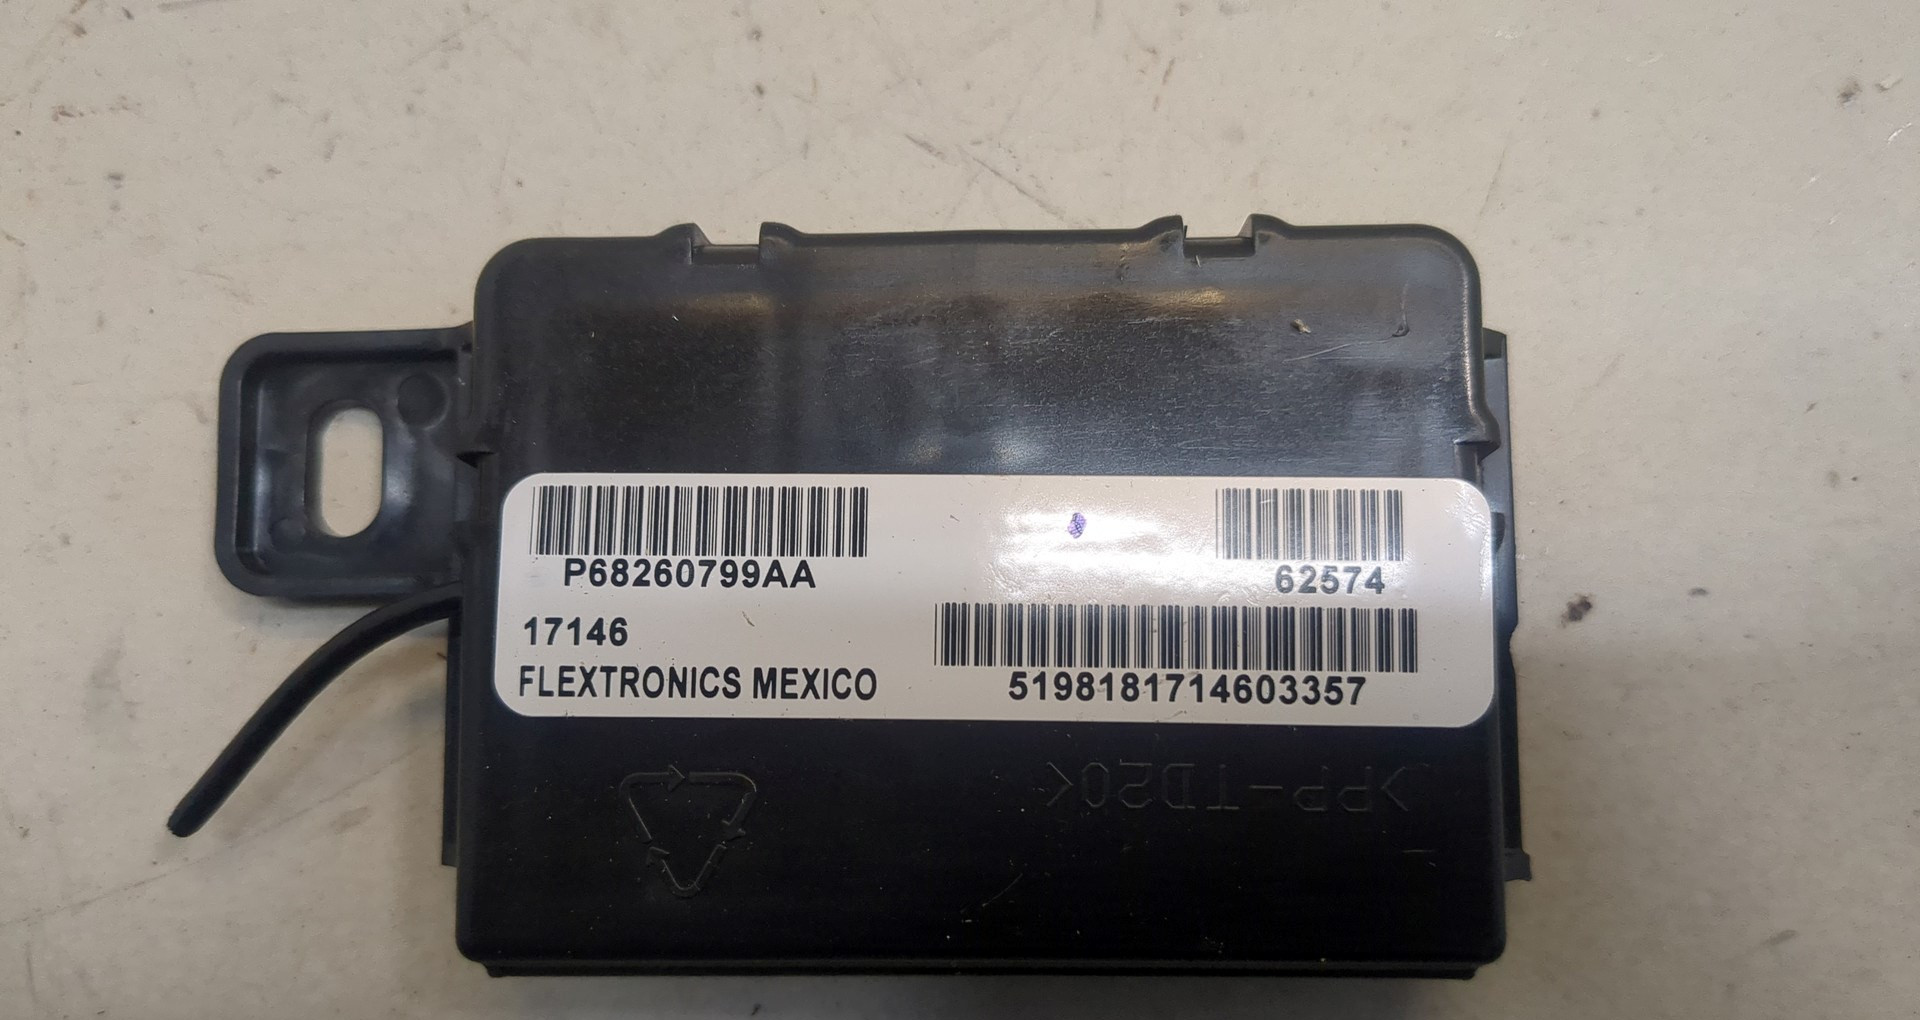 P68260799AA
62574
17146
5198181714603357
FLEXTRONICS MEXICO
>PP-TD20<